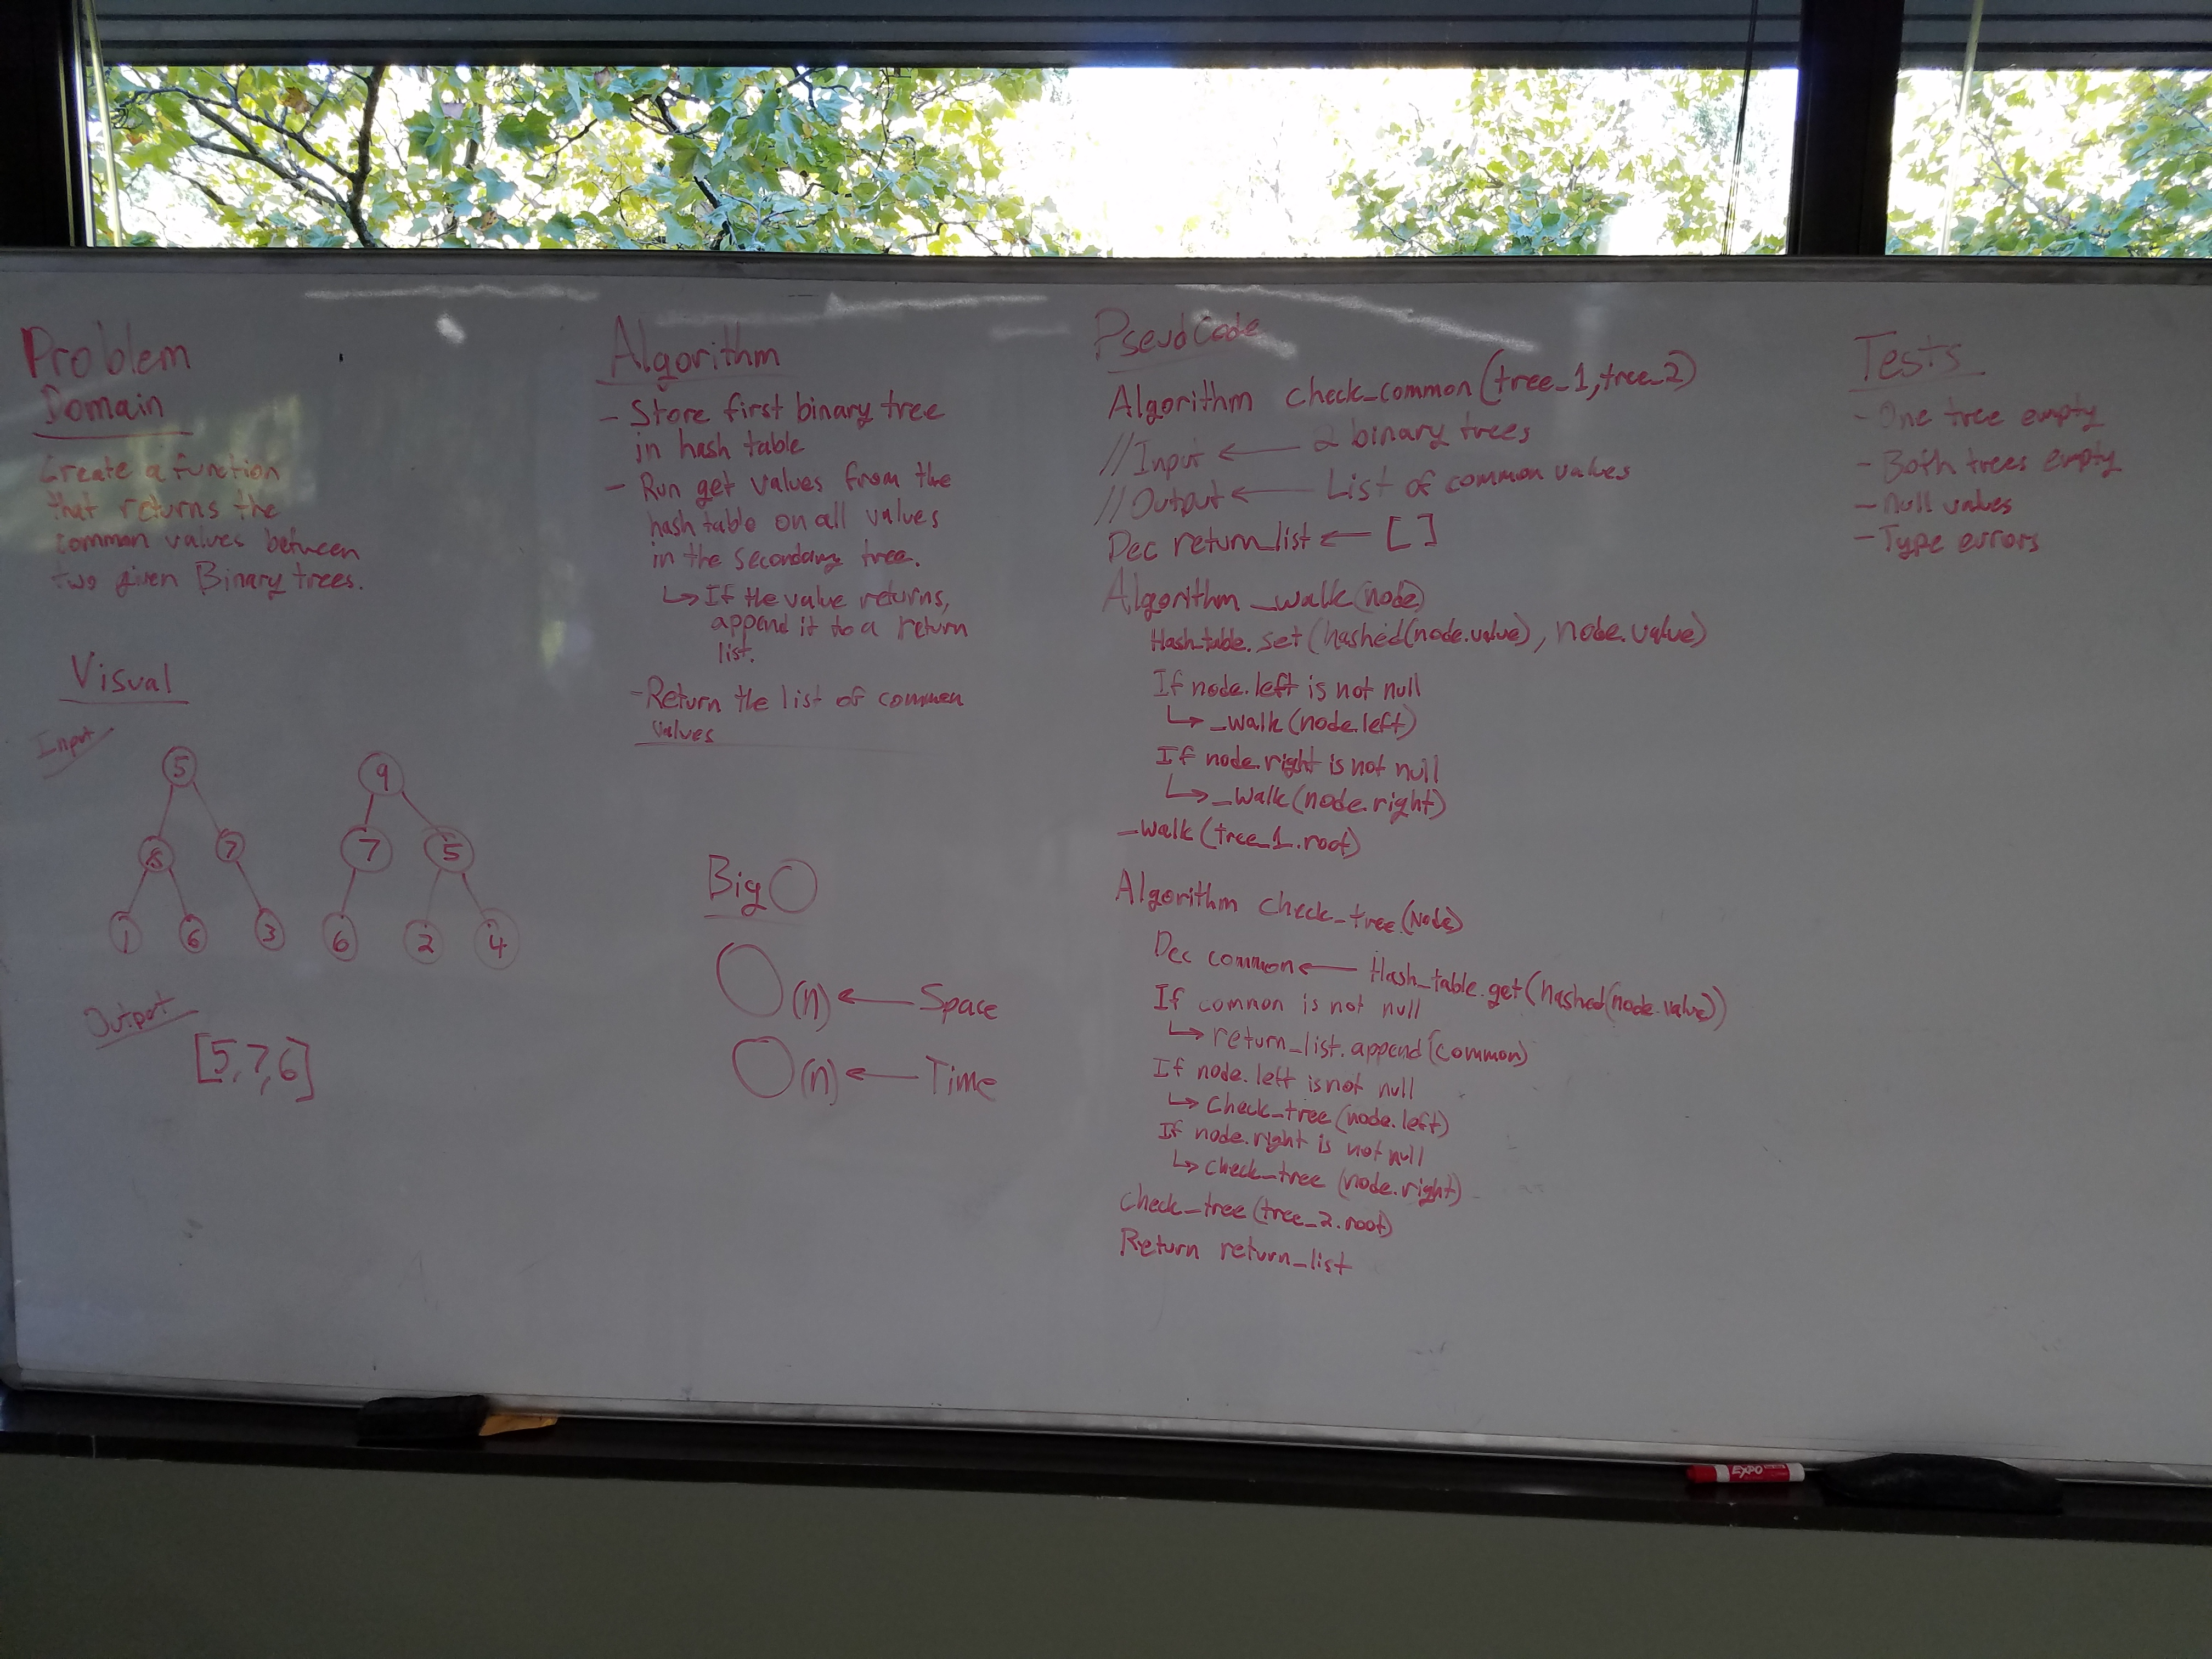 Problem
Domain
Create a function
that returns the
common values between
two given Binary trees.
Visual
Input
5
8 7
1 6 3
9
7 5
6 2 4
Output
[5,7,6]
Algorithm
- Store first binary tree
in hash table
- Run get values from the
hash table on all values
in the secondary tree.
↳ If the value returns,
append it to a return
list.
- Return the list of common
values
Big O
O(n) ← Space
O(n) ← Time
PseudoCode
Algorithm check_common(tree_1,tree_2)
//Input ← 2 binary trees
//Output ← List of common values
Dec return_list ← []
Algorithm _walk(node)
Hash_table.set(hashed(node.value), node.value)
If node.left is not null
↳ _walk(node.left)
If node.right is not null
↳ _walk(node.right)
_walk(tree_1.root)
Algorithm check_tree(Node)
Dec common ← Hash_table.get(hashed(node.value))
If common is not null
↳ return_list.append(common)
If node.left is not null
↳ check_tree(node.left)
If node.right is not null
↳ check_tree(node.right)
check_tree(tree_2.root)
Return return_list
Tests
- One tree empty
- Both trees empty
- Null values
- Type errors
EXPO